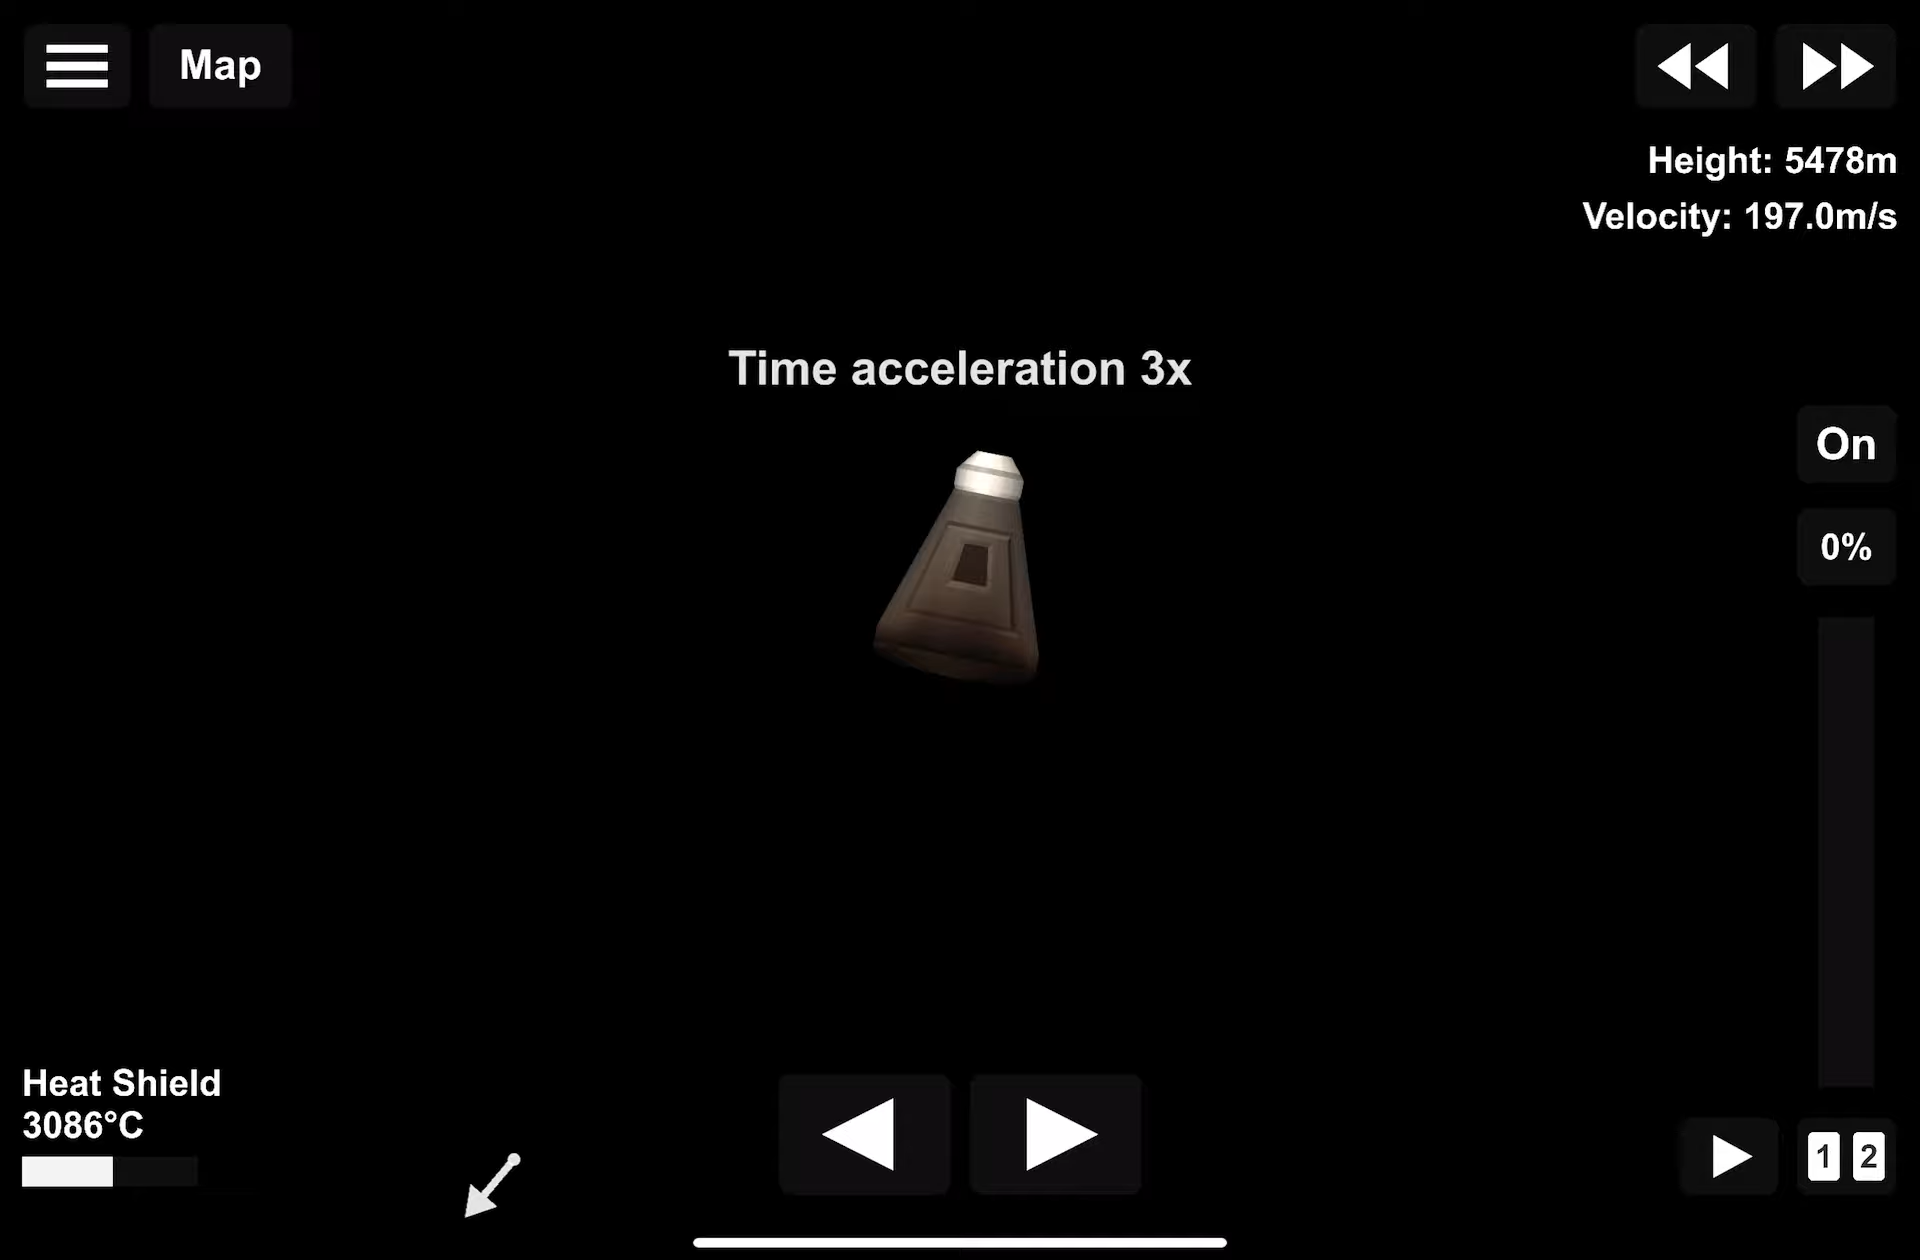 Map
Height: 5478m
Velocity: 197.0m/s
Time acceleration 3x
On
0%
Heat Shield
3086°C
1 2